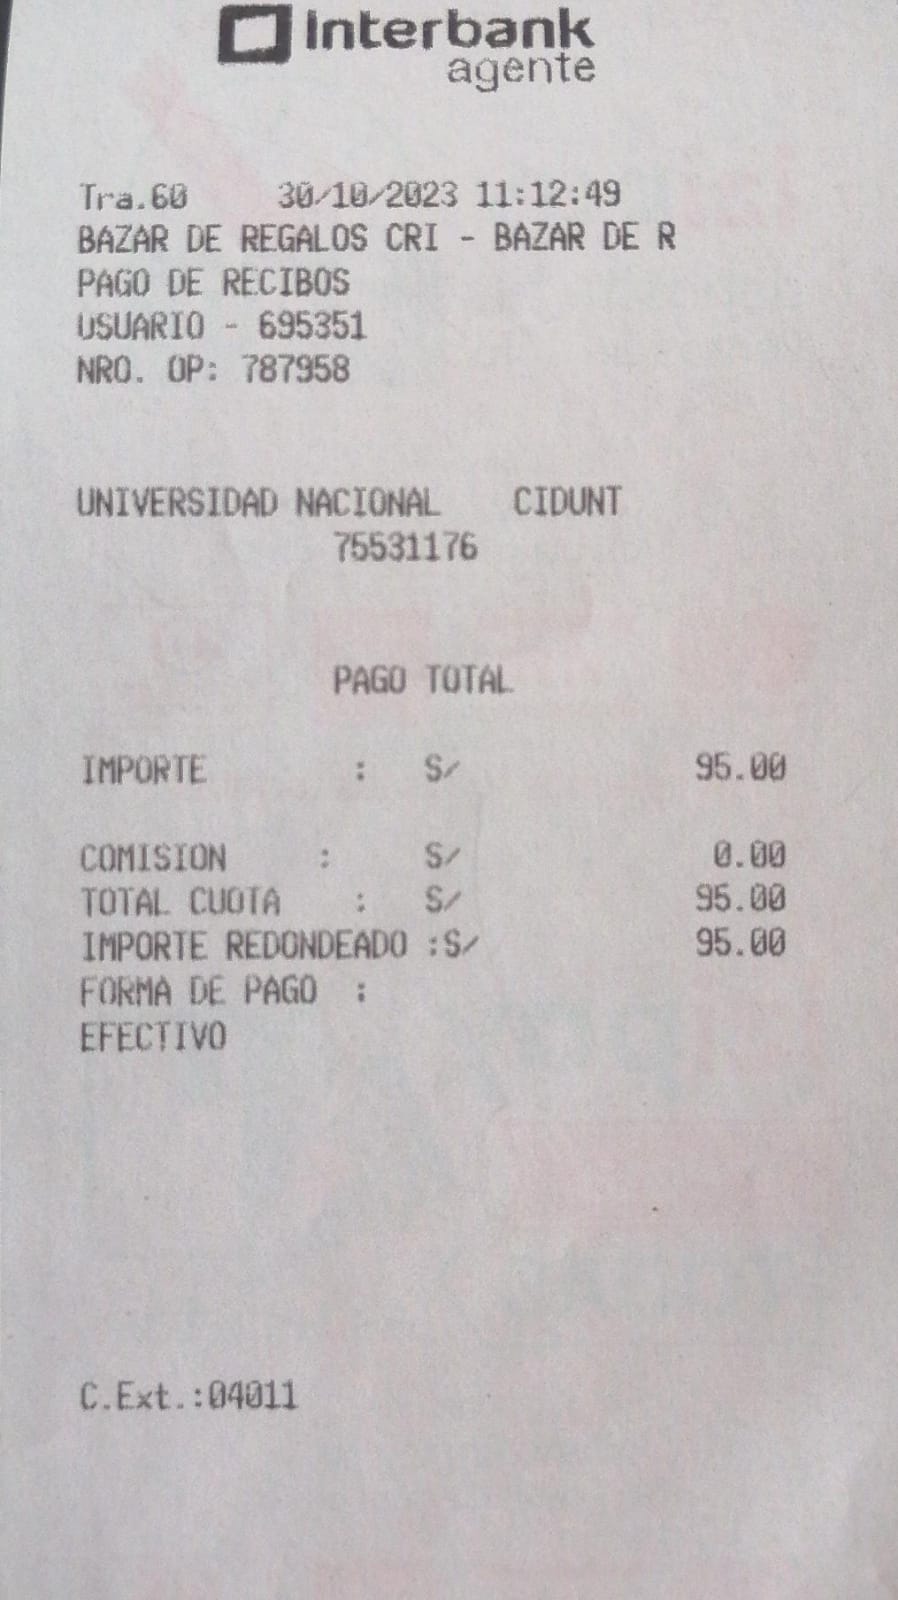 Interbank
agente
Tra.60 30/10/2023 11:12:49
BAZAR DE REGALOS CRI - BAZAR DE R
PAGO DE RECIBOS
USUARIO - 695351
NRO. OP: 787958
UNIVERSIDAD NACIONAL CIDUNT
75531176
PAGO TOTAL
IMPORTE : S/ 95.00
COMISION : S/ 0.00
TOTAL CUOTA : S/ 95.00
IMPORTE REDONDEADO :S/ 95.00
FORMA DE PAGO :
EFECTIVO
C.Ext.:04011